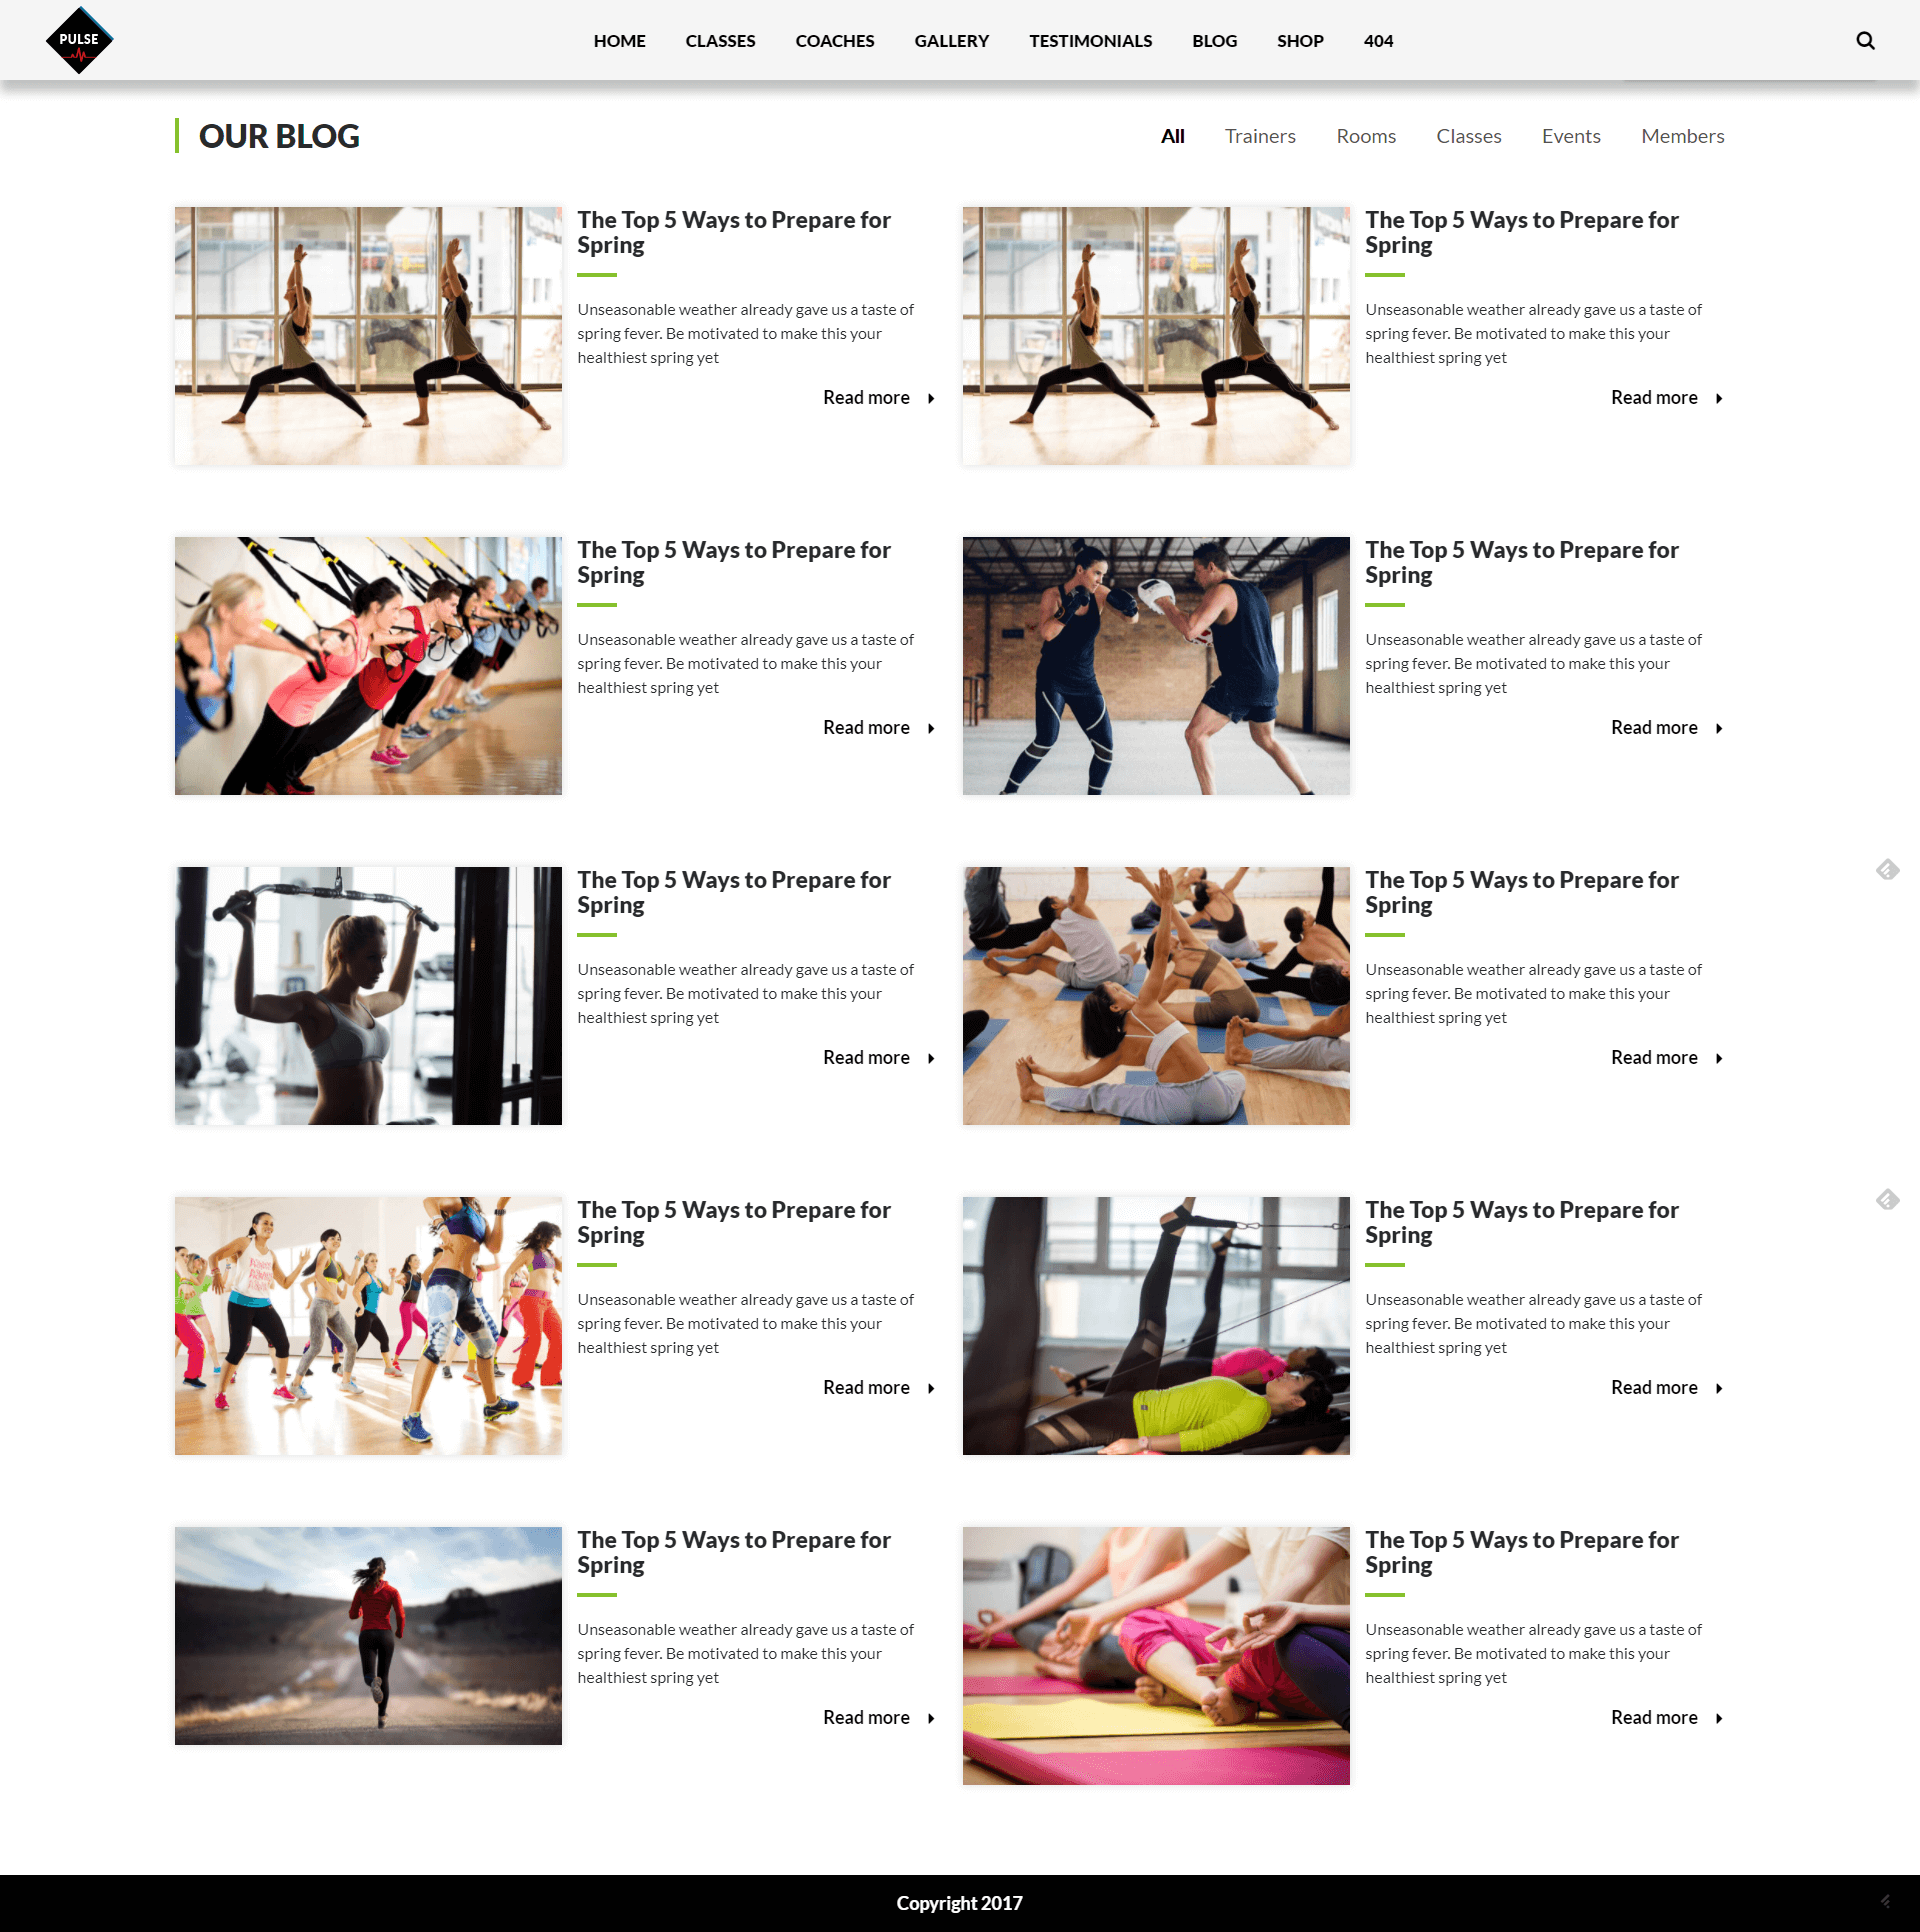 PULSE
HOME CLASSES COACHES GALLERY TESTIMONIALS BLOG SHOP 404
OUR BLOG
All Trainers Rooms Classes Events Members
The Top 5 Ways to Prepare for
Spring
Unseasonable weather already gave us a taste of
spring fever. Be motivated to make this your
healthiest spring yet
Read more
The Top 5 Ways to Prepare for
Spring
Unseasonable weather already gave us a taste of
spring fever. Be motivated to make this your
healthiest spring yet
Read more
The Top 5 Ways to Prepare for
Spring
Unseasonable weather already gave us a taste of
spring fever. Be motivated to make this your
healthiest spring yet
Read more
The Top 5 Ways to Prepare for
Spring
Unseasonable weather already gave us a taste of
spring fever. Be motivated to make this your
healthiest spring yet
Read more
The Top 5 Ways to Prepare for
Spring
Unseasonable weather already gave us a taste of
spring fever. Be motivated to make this your
healthiest spring yet
Read more
The Top 5 Ways to Prepare for
Spring
Unseasonable weather already gave us a taste of
spring fever. Be motivated to make this your
healthiest spring yet
Read more
The Top 5 Ways to Prepare for
Spring
Unseasonable weather already gave us a taste of
spring fever. Be motivated to make this your
healthiest spring yet
Read more
The Top 5 Ways to Prepare for
Spring
Unseasonable weather already gave us a taste of
spring fever. Be motivated to make this your
healthiest spring yet
Read more
The Top 5 Ways to Prepare for
Spring
Unseasonable weather already gave us a taste of
spring fever. Be motivated to make this your
healthiest spring yet
Read more
The Top 5 Ways to Prepare for
Spring
Unseasonable weather already gave us a taste of
spring fever. Be motivated to make this your
healthiest spring yet
Read more
Copyright 2017